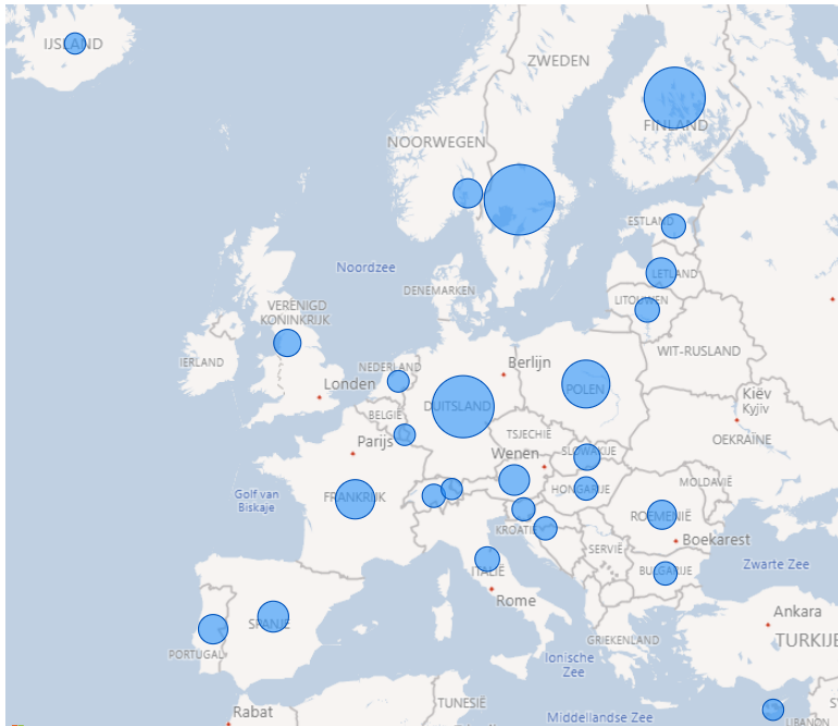 IJSLAND
ZWEDEN
FINLAND
NOORWEGEN
ESTLAND
Noordzee
LETLAND
DENEMARKEN
LITOUWEN
VERENIGD
KONINKRIJK
WIT-RUSLAND
IERLAND
NEDERLAND
Berlijn
Londen
POLEN
Kiëv
Kyjiv
DUITSLAND
BELGIË
TSJECHIË
OEKRAÏNE
Parijs
Wenen
SLOWAKIJE
MOLDAVIË
HONGARIJE
Golf van
Biskaje
FRANKRIJK
ROEMENIË
KROATIË
Boekarest
SERVIË
Zwarte Zee
ITALIË
BULGARIJE
Rome
Ankara
SPANJE
TURKIJE
PORTUGAL
GRIEKENLAND
Ionische
Zee
TUNESIË
Rabat
Middellandse Zee
LIBANON